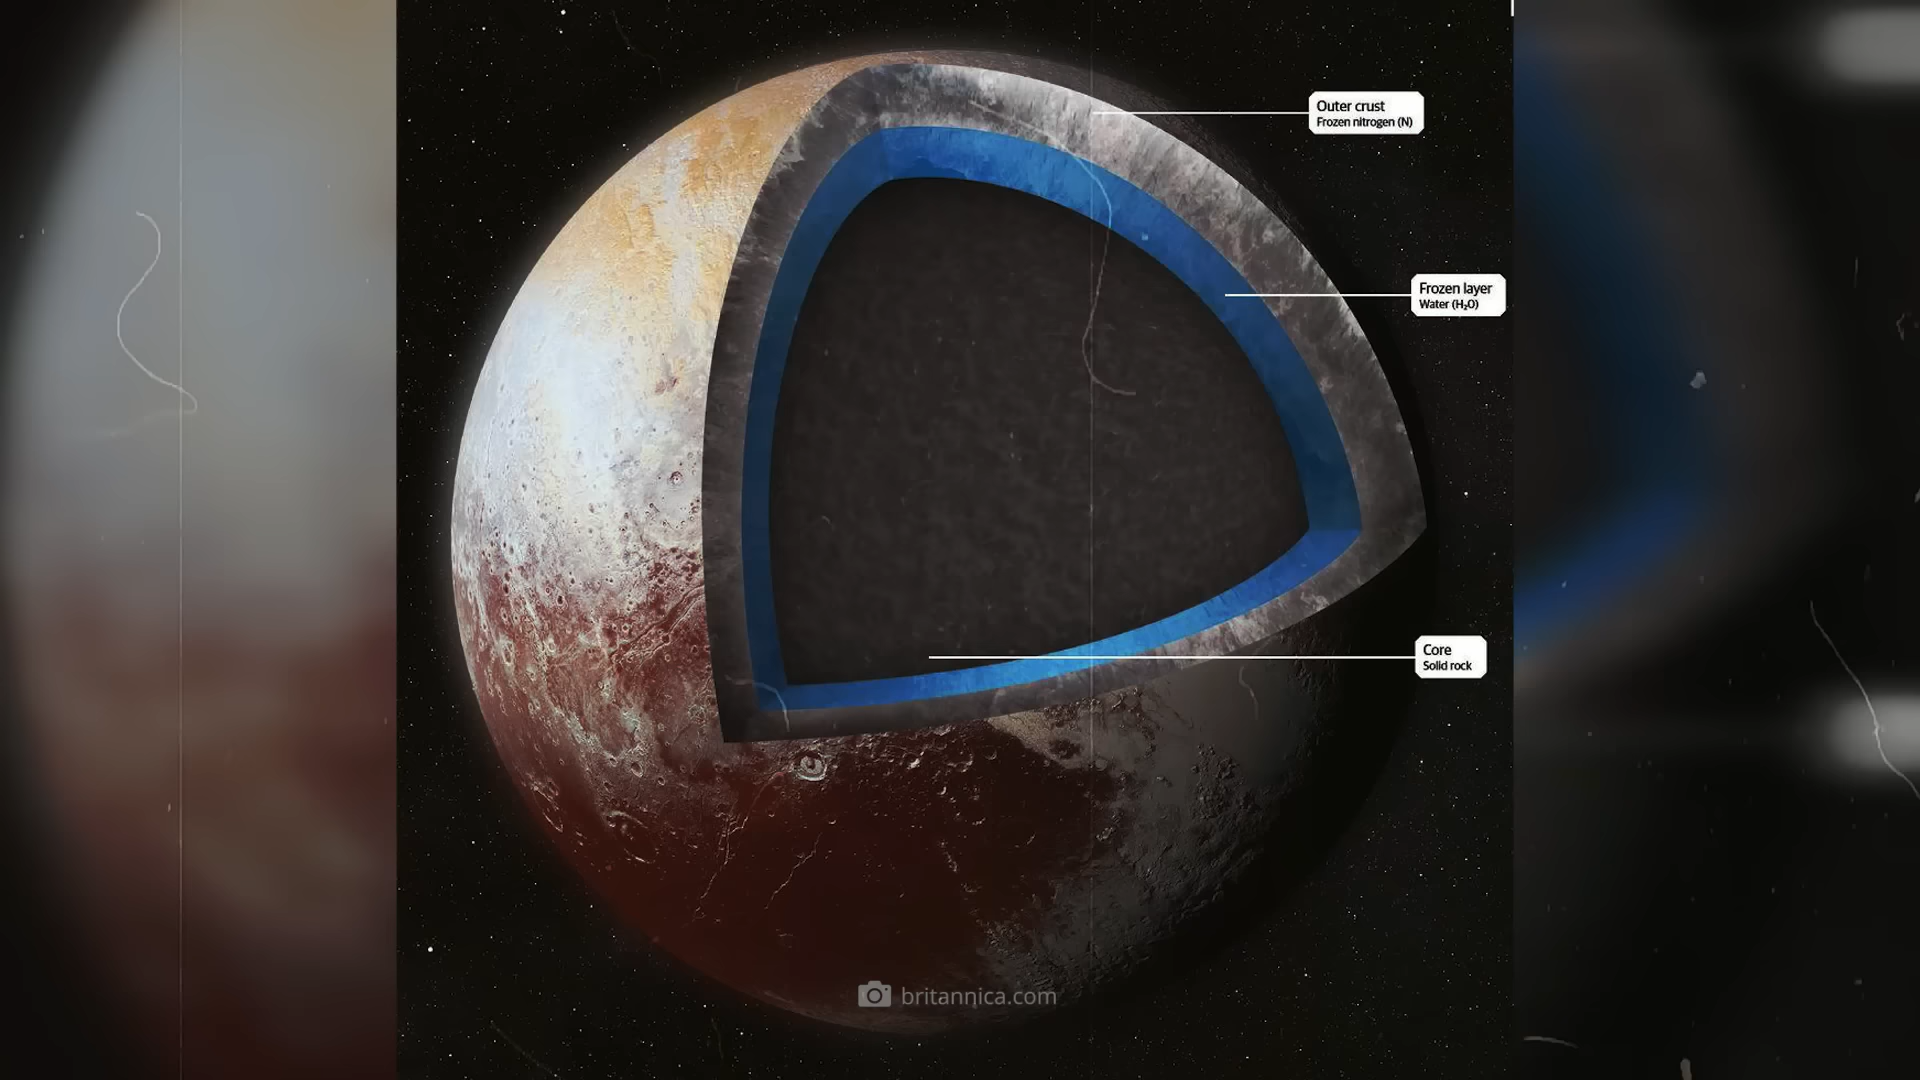 Outer crust
Frozen nitrogen (N)
Frozen layer
Water (H₂O)
Core
Solid rock
britannica.com